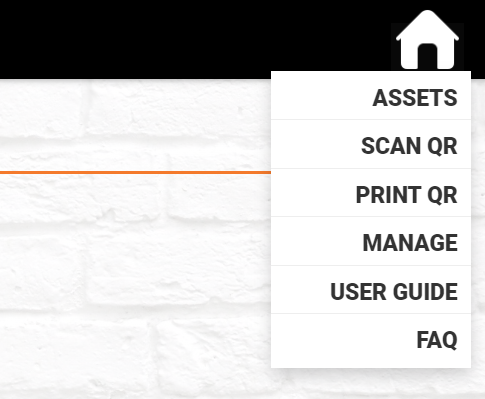 ASSETS
SCAN QR
PRINT QR
MANAGE
USER GUIDE
FAQ